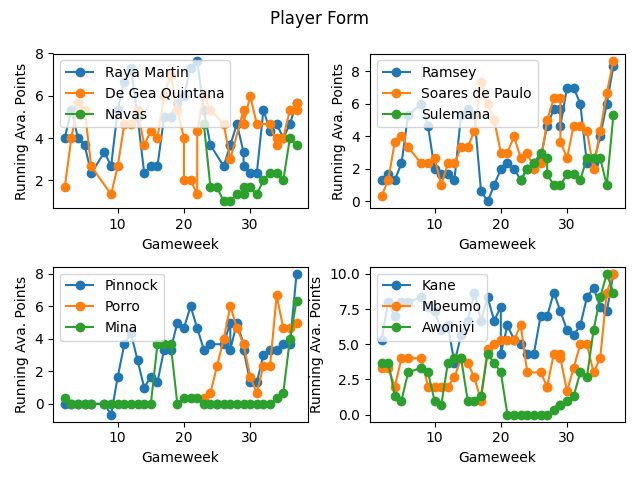 Player Form
Running Ava. Points
8
6
4
2
Raya Martin
De Gea Quintana
Navas
10
20
30
Gameweek
Running Ava. Points
8
6
4
2
0
Ramsey
Soares de Paulo
Sulemana
10
20
30
Gameweek
Running Ava. Points
8
6
4
2
0
Pinnock
Porro
Mina
10
20
30
Gameweek
Running Ava. Points
10.0
7.5
5.0
2.5
0.0
Kane
Mbeumo
Awoniyi
10
20
30
Gameweek